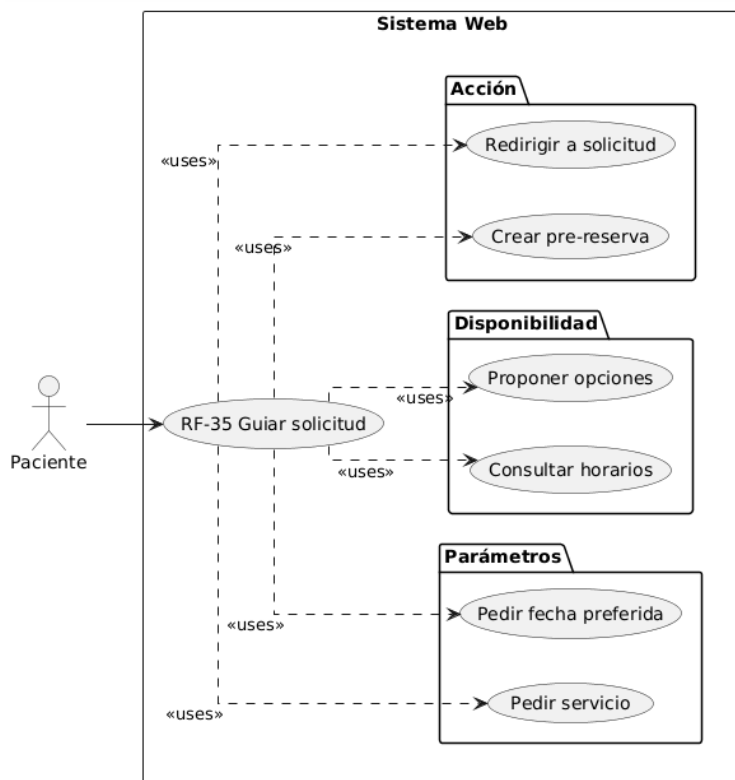 Sistema Web
Acción
Redirigir a solicitud
«uses»
Crear pre-reserva
«uses»
Disponibilidad
Proponer opciones
«uses»
RF-35 Guiar solicitud
Paciente
Consultar horarios
«uses»
Parámetros
Pedir fecha preferida
«uses»
Pedir servicio
«uses»